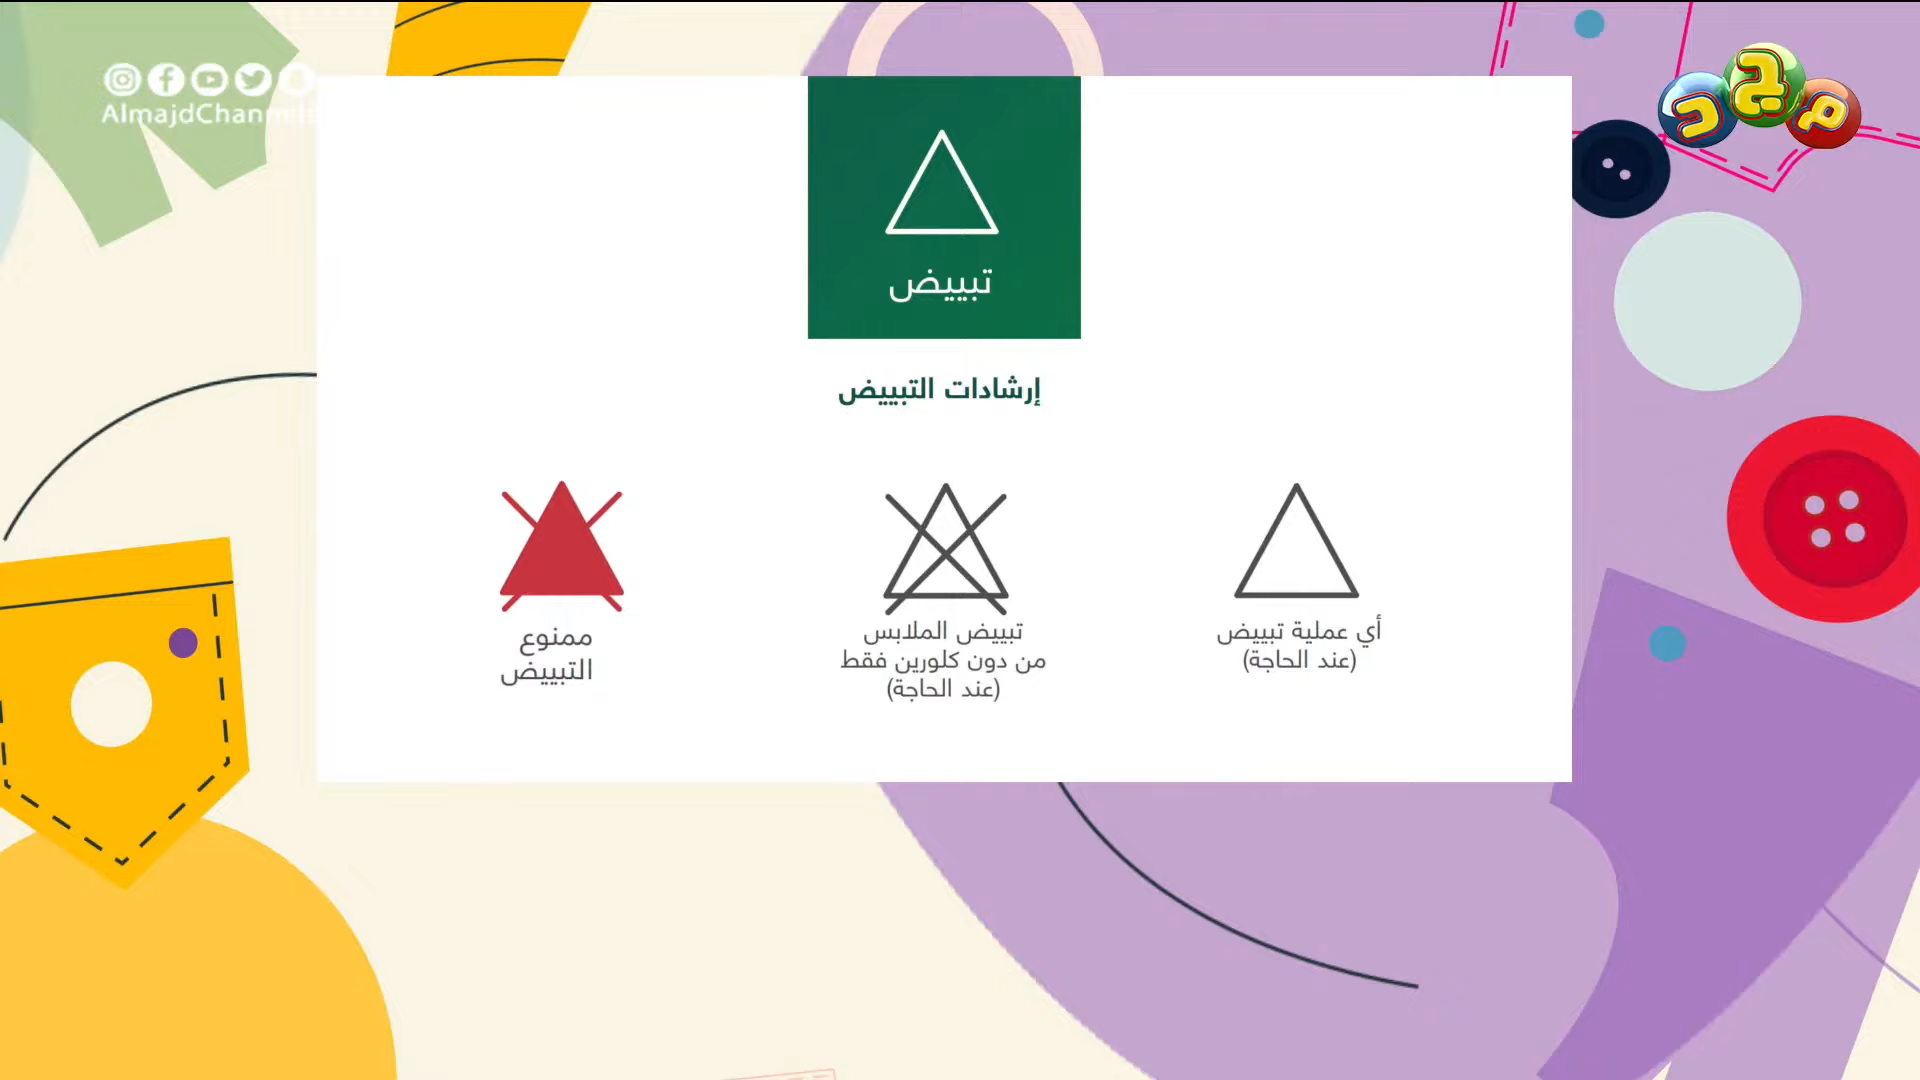 AlmajdChannel
مجد
تبييض
إرشادات التبييض
أي عملية تبييض
(عند الحاجة)
تبييض الملابس
من دون كلورين فقط
(عند الحاجة)
ممنوع
التبييض